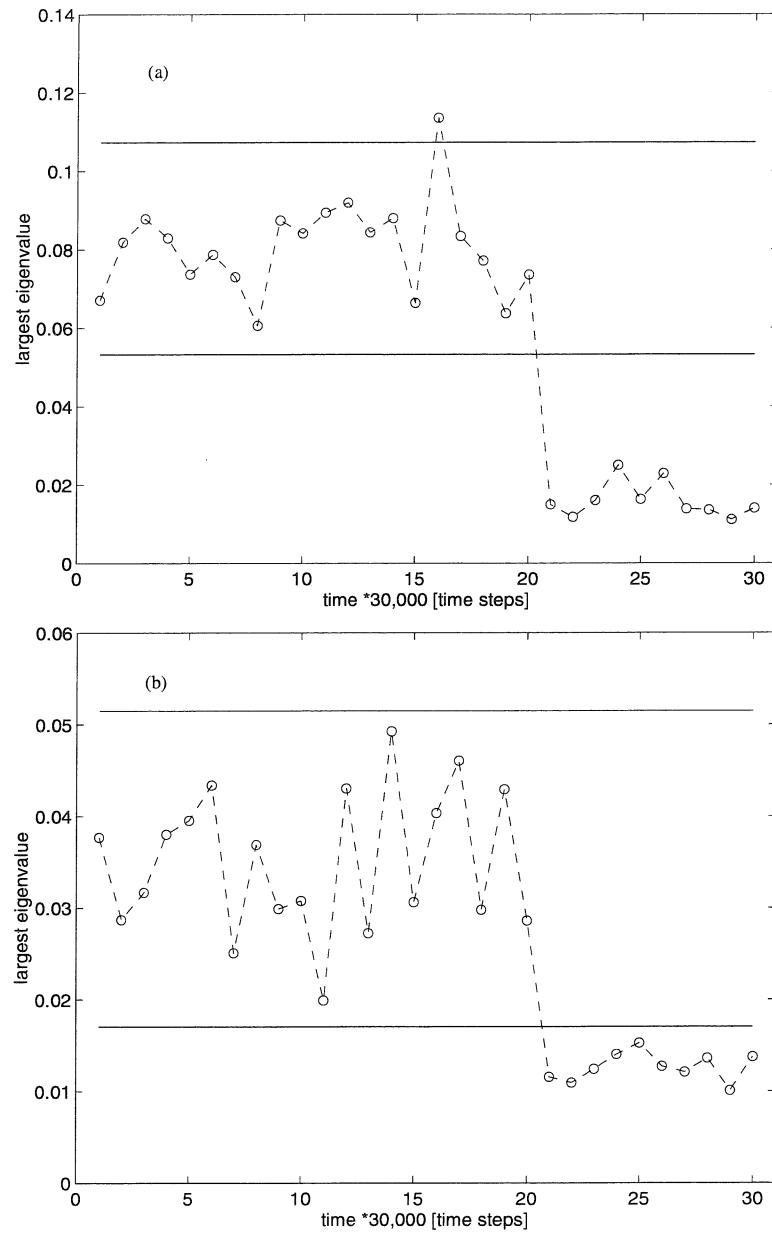 0.14
(a)
0.12
0.1
0.08
0.06
0.04
0.02
0
largest eigenvalue
0 5 10 15 20 25 30
time *30,000 [time steps]
0.06
(b)
0.05
0.04
0.03
0.02
0.01
0
largest eigenvalue
0 5 10 15 20 25 30
time *30,000 [time steps]